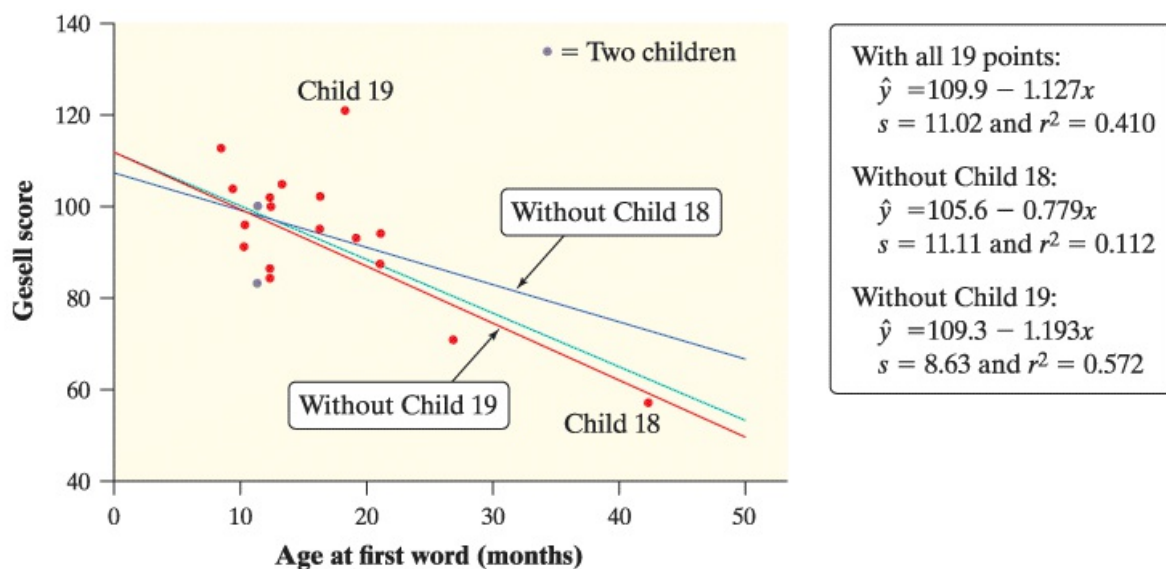 140
120
100
80
60
40
Gesell score
0
10
20
30
40
50
Age at first word (months)
• = Two children
Child 19
Without Child 18
Without Child 19
Child 18
With all 19 points:
ŷ =109.9 – 1.127x
s = 11.02 and r² = 0.410
Without Child 18:
ŷ =105.6 – 0.779x
s = 11.11 and r² = 0.112
Without Child 19:
ŷ =109.3 – 1.193x
s = 8.63 and r² = 0.572